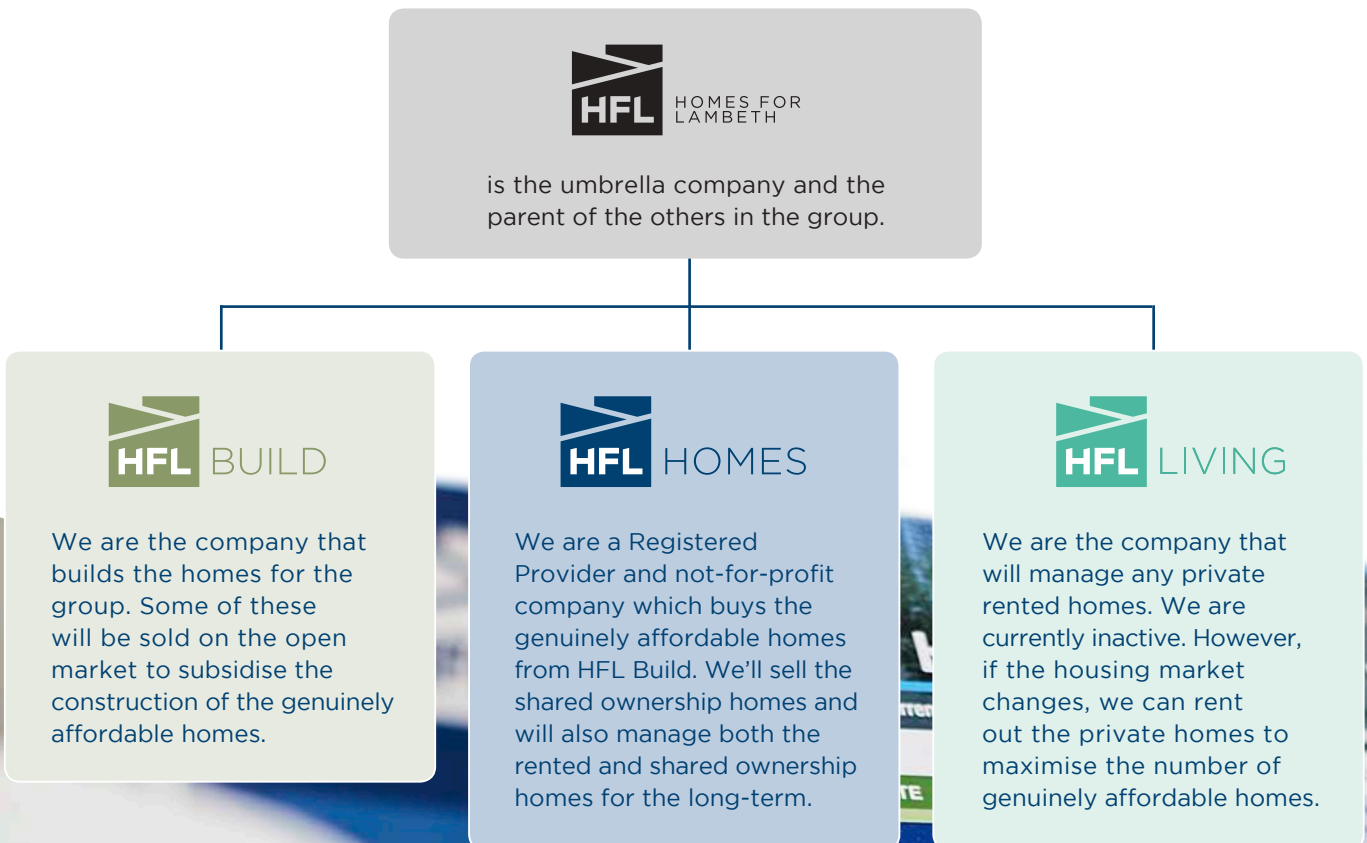 HFL HOMES FOR
LAMBETH
is the umbrella company and the
parent of the others in the group.
HFL BUILD
We are the company that
builds the homes for the
group. Some of these
will be sold on the open
market to subsidise the
construction of the genuinely
affordable homes.
HFL HOMES
We are a Registered
Provider and not-for-profit
company which buys the
genuinely affordable homes
from HFL Build. We’ll sell the
shared ownership homes and
will also manage both the
rented and shared ownership
homes for the long-term.
HFL LIVING
We are the company that
will manage any private
rented homes. We are
currently inactive. However,
if the housing market
changes, we can rent
out the private homes to
maximise the number of
genuinely affordable homes.